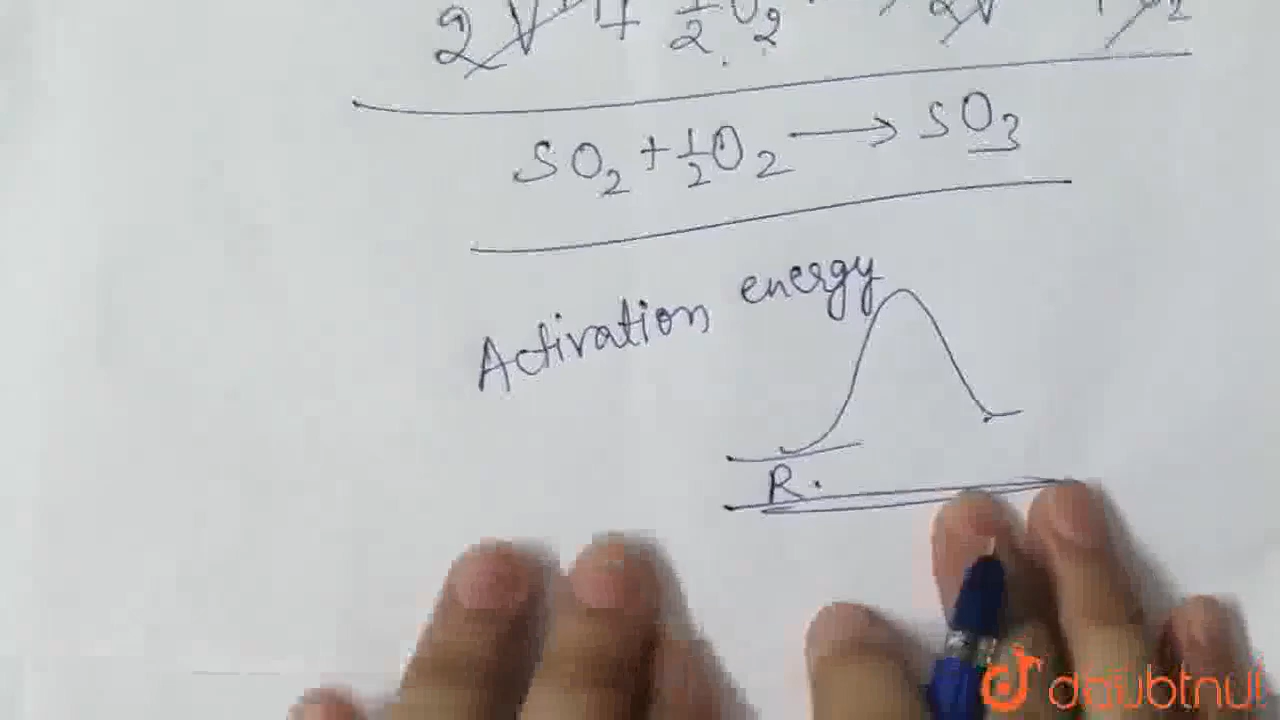 SO₂ + 1/2 O₂ → SO₃
Activation energy
R.
doubtnut